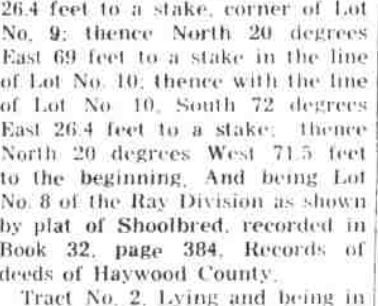 26.4 feet to a stake, corner of Lot
No. 9; thence North 20 degrees
East 69 feet to a stake in the line
of Lot No. 10; thence with the line
of Lot No. 10, South 72 degrees
East 26.4 feet to a stake; thence
North 20 degrees West 71.5 feet
to the beginning, And being Lot
No. 8 of the Ray Division as shown
by plat of Shoolbred, recorded in
Book 32, page 384, Records of
deeds of Haywood County.
Tract No. 2. Lying and being in